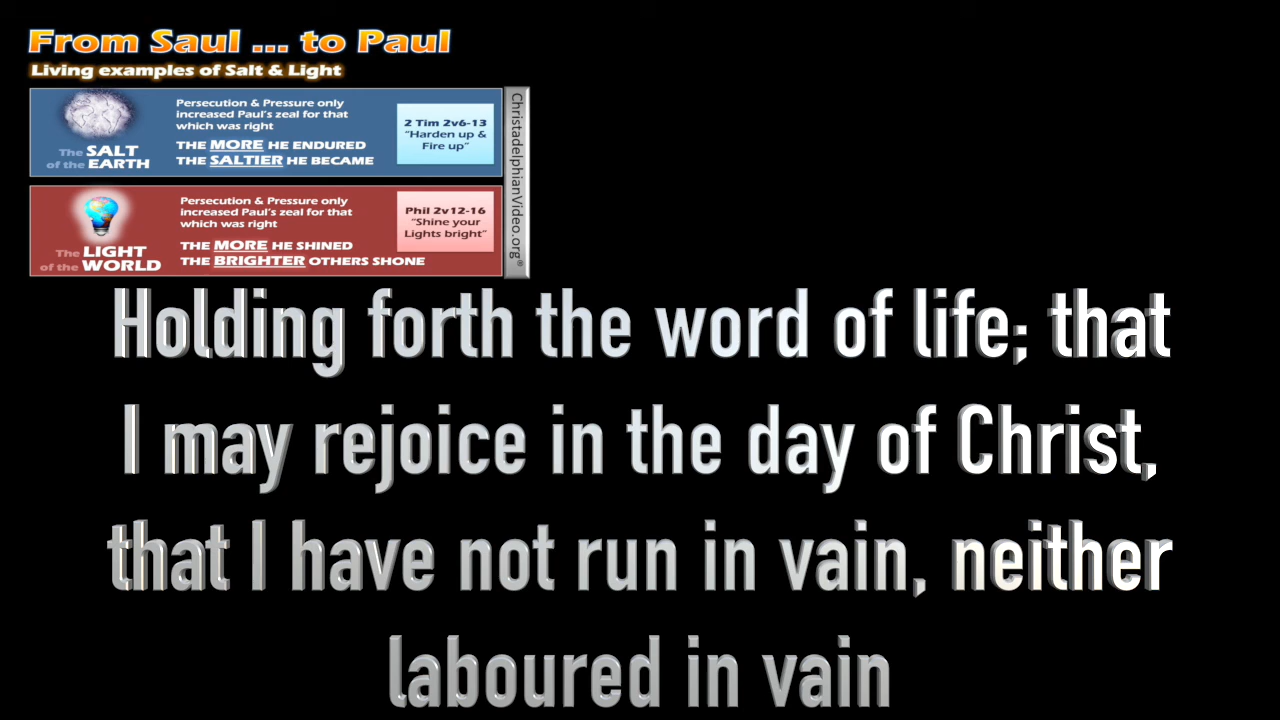 From Saul ... to Paul
Living examples of Salt & Light
The SALT
of the EARTH
Persecution & Pressure only
increased Paul's zeal for that
which was right
THE MORE HE ENDURED
THE SALTIER HE BECAME
2 Tim 2v6-13
"Harden up &
Fire up"
The LIGHT
of the WORLD
Persecution & Pressure only
increased Paul's zeal for that
which was right
THE MORE HE SHINED
THE BRIGHTER OTHERS SHONE
Phil 2v12-16
"Shine your
Lights bright"
ChristadelphianVideo.org®
Holding forth the word of life; that
I may rejoice in the day of Christ,
that I have not run in vain, neither
laboured in vain